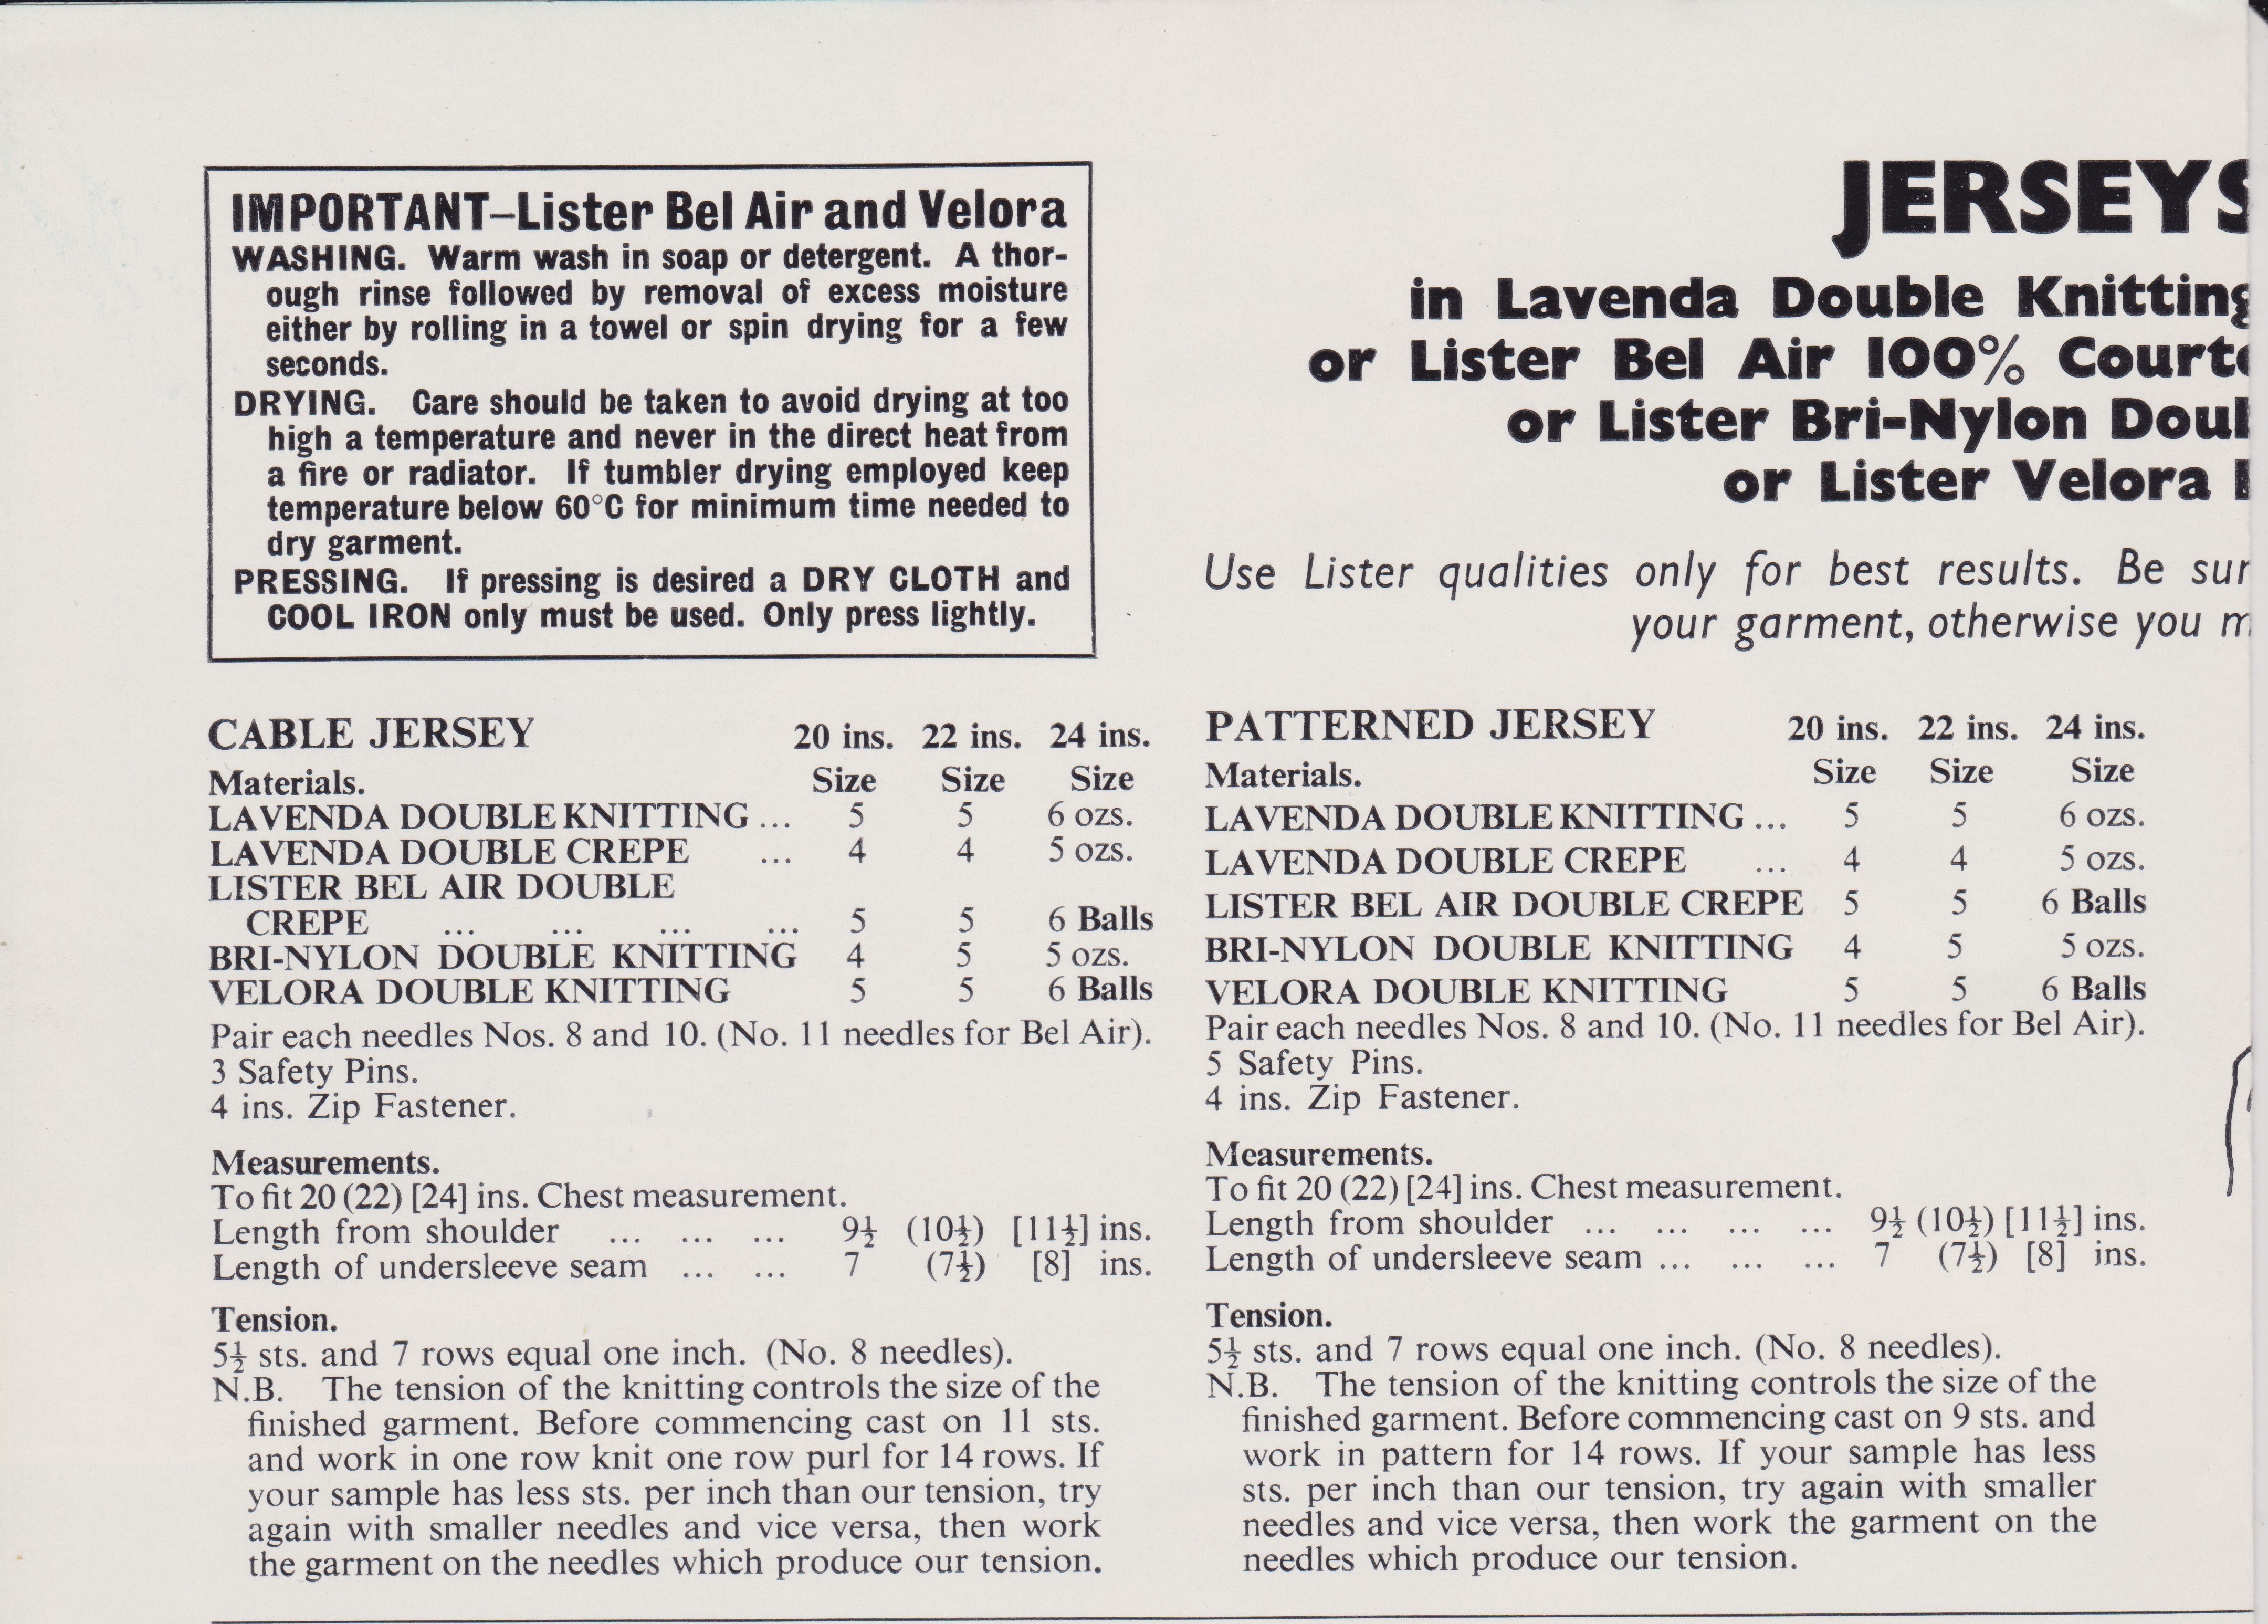 IMPORTANT–Lister Bel Air and Velora
WASHING. Warm wash in soap or detergent. A thor-
ough rinse followed by removal of excess moisture
either by rolling in a towel or spin drying for a few
seconds.
DRYING. Care should be taken to avoid drying at too
high a temperature and never in the direct heat from
a fire or radiator. If tumbler drying employed keep
temperature below 60°C for minimum time needed to
dry garment.
PRESSING. If pressing is desired a DRY CLOTH and
COOL IRON only must be used. Only press lightly.
JERSEYS
in Lavenda Double Knitting
or Lister Bel Air 100% Courte
or Lister Bri-Nylon Doub
or Lister Velora
Use Lister qualities only for best results. Be sur
your garment, otherwise you m
CABLE JERSEY 20 ins. 22 ins. 24 ins.
Materials. Size Size Size
LAVENDA DOUBLE KNITTING ... 5 5 6 ozs.
LAVENDA DOUBLE CREPE ... 4 4 5 ozs.
LISTER BEL AIR DOUBLE
CREPE ... ... ... ... 5 5 6 Balls
BRI-NYLON DOUBLE KNITTING 4 5 5 ozs.
VELORA DOUBLE KNITTING 5 5 6 Balls
Pair each needles Nos. 8 and 10. (No. 11 needles for Bel Air).
3 Safety Pins.
4 ins. Zip Fastener.
Measurements.
To fit 20 (22) [24] ins. Chest measurement.
Length from shoulder ... ... ... 9½ (10½) [11½] ins.
Length of undersleeve seam ... ... 7 (7½) [8] ins.
Tension.
5½ sts. and 7 rows equal one inch. (No. 8 needles).
N.B. The tension of the knitting controls the size of the
finished garment. Before commencing cast on 11 sts.
and work in one row knit one row purl for 14 rows. If
your sample has less sts. per inch than our tension, try
again with smaller needles and vice versa, then work
the garment on the needles which produce our tension.
PATTERNED JERSEY 20 ins. 22 ins. 24 ins.
Materials. Size Size Size
LAVENDA DOUBLE KNITTING ... 5 5 6 ozs.
LAVENDA DOUBLE CREPE ... 4 4 5 ozs.
LISTER BEL AIR DOUBLE CREPE 5 5 6 Balls
BRI-NYLON DOUBLE KNITTING 4 5 5 ozs.
VELORA DOUBLE KNITTING 5 5 6 Balls
Pair each needles Nos. 8 and 10. (No. 11 needles for Bel Air).
5 Safety Pins.
4 ins. Zip Fastener.
Measurements.
To fit 20 (22) [24] ins. Chest measurement.
Length from shoulder ... ... ... ... 9½ (10½) [11½] ins.
Length of undersleeve seam ... ... ... 7 (7½) [8] ins.
Tension.
5½ sts. and 7 rows equal one inch. (No. 8 needles).
N.B. The tension of the knitting controls the size of the
finished garment. Before commencing cast on 9 sts. and
work in pattern for 14 rows. If your sample has less
sts. per inch than our tension, try again with smaller
needles and vice versa, then work the garment on the
needles which produce our tension.